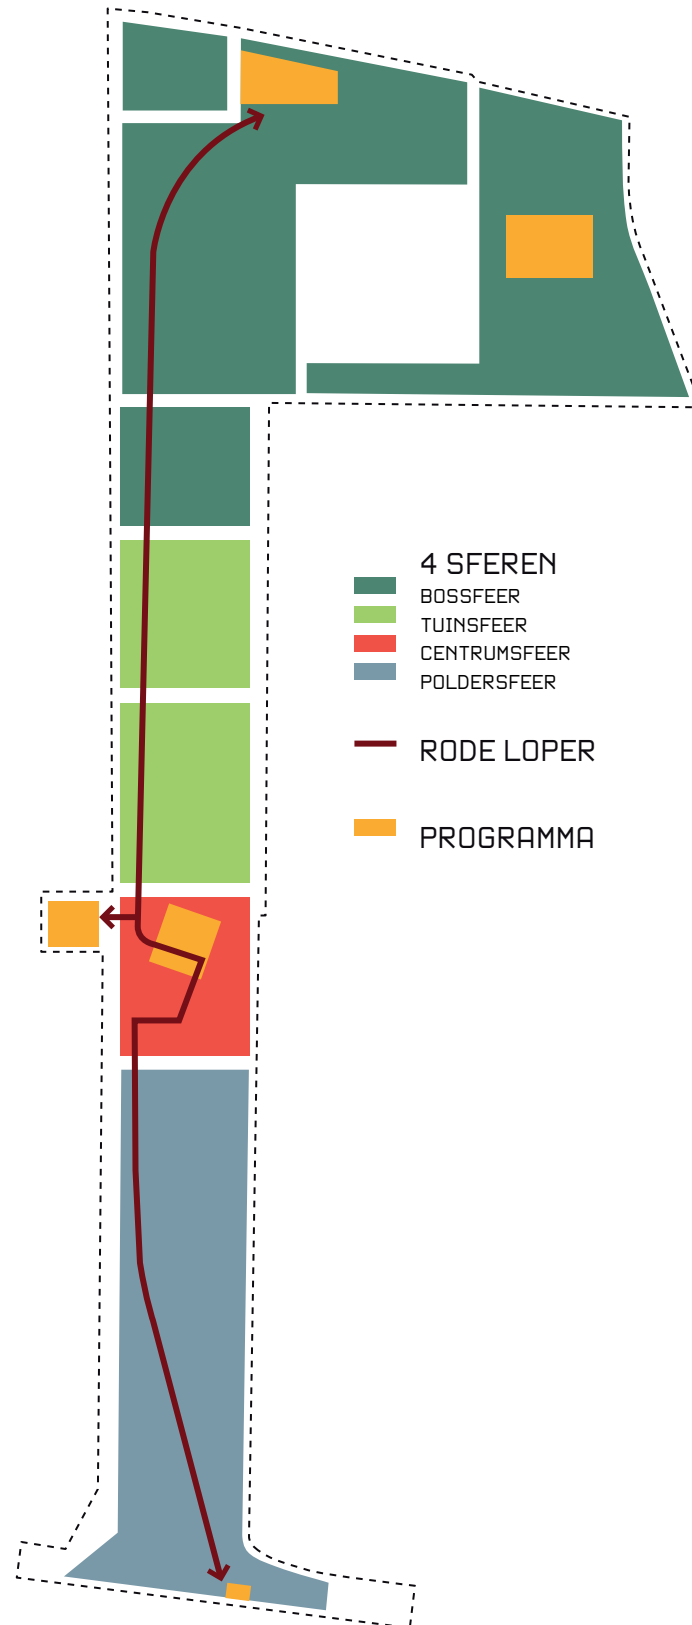 4 SFEREN
BOSSFEER
TUINSFEER
CENTRUMSFEER
POLDERSFEER
RODE LOPER
PROGRAMMA